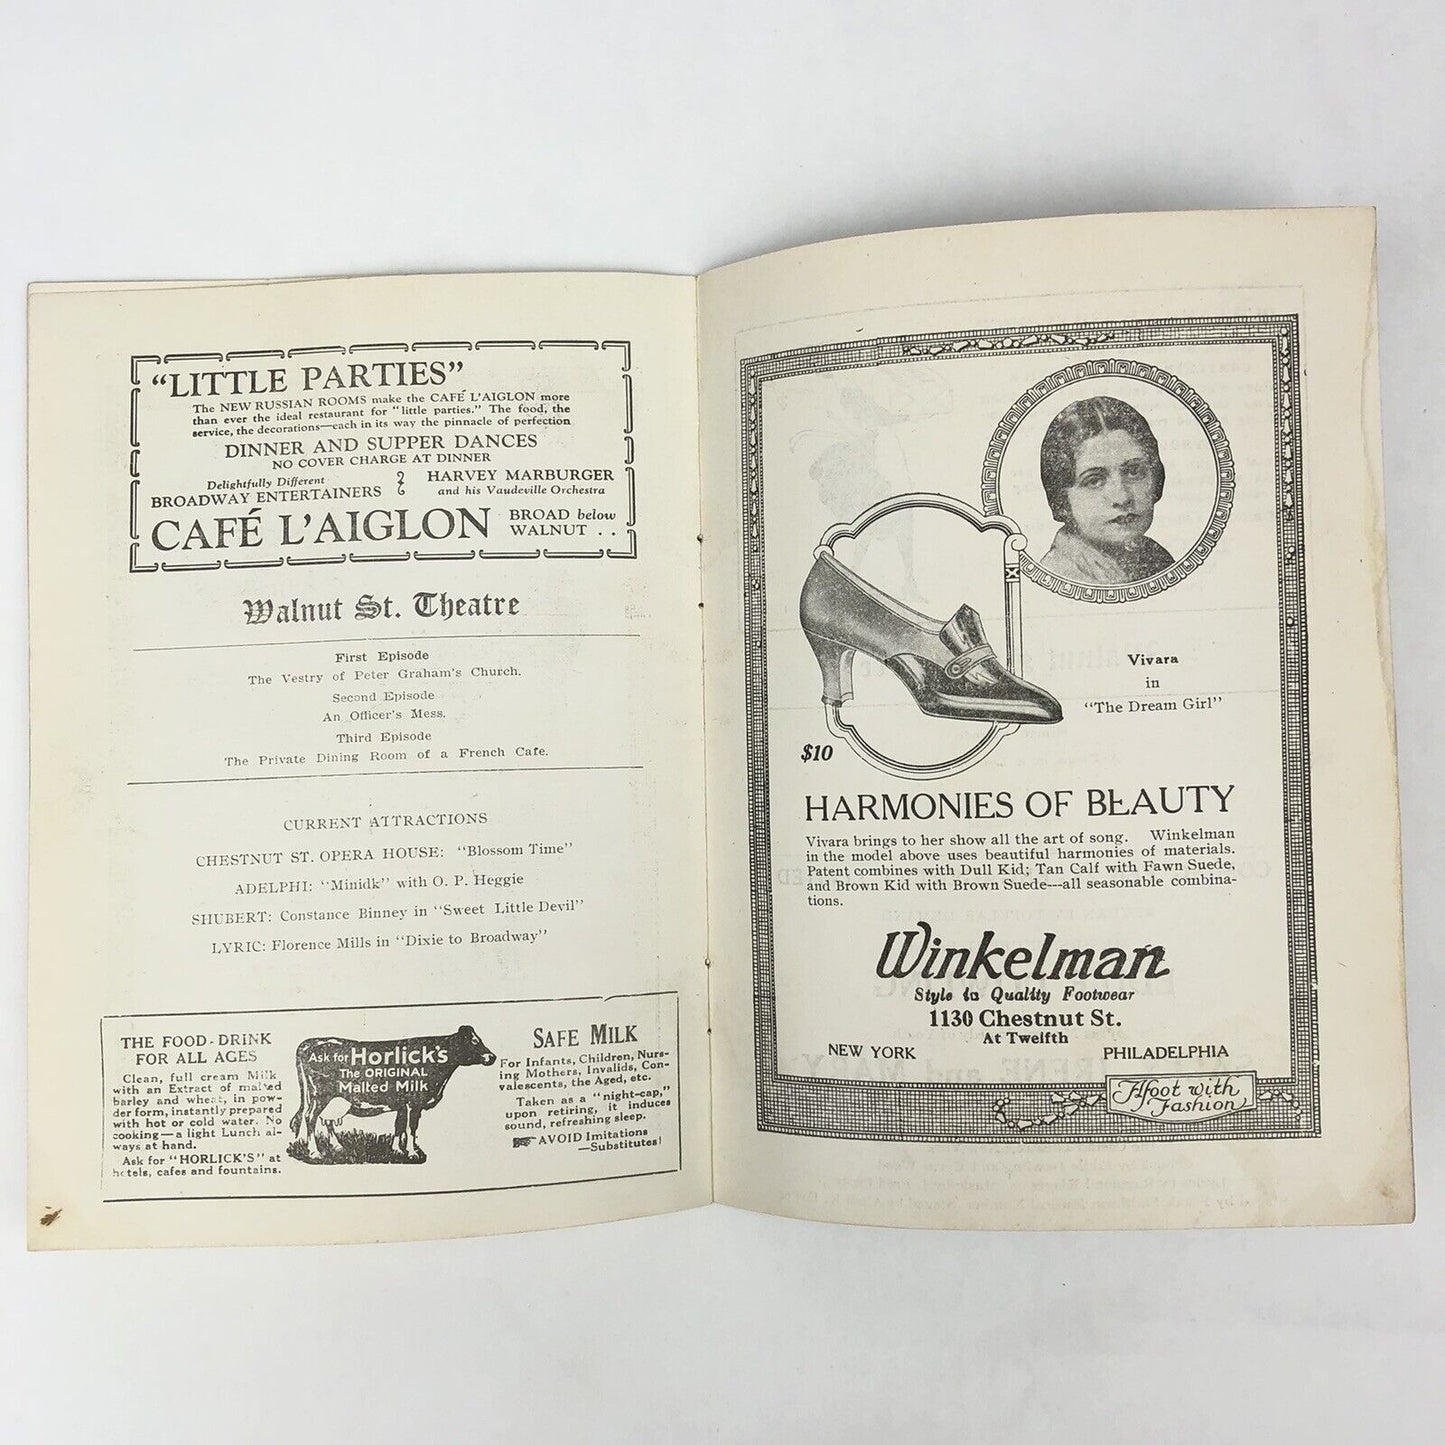 "LITTLE PARTIES"
The NEW RUSSIAN ROOMS make the CAFÉ L'AIGLON more
than ever the ideal restaurant for "little parties." The food, the
service, the decorations—each in its way the pinnacle of perfection
DINNER AND SUPPER DANCES
NO COVER CHARGE AT DINNER
Delightfully Different
BROADWAY ENTERTAINERS
HARVEY MARBURGER
and his Vaudeville Orchestra
CAFÉ L'AIGLON
BROAD below
WALNUT . .
Walnut St. Theatre
First Episode
The Vestry of Peter Graham's Church.
Second Episode
An Officer's Mess.
Third Episode
The Private Dining Room of a French Cafe.
CURRENT ATTRACTIONS
CHESTNUT ST. OPERA HOUSE: "Blossom Time"
ADELPHI: "Minidk" with O. P. Heggie
SHUBERT: Constance Binney in "Sweet Little Devil"
LYRIC: Florence Mills in "Dixie to Broadway"
THE FOOD-DRINK
FOR ALL AGES
Clean, full cream Milk
with an Extract of malted
barley and wheat, in pow-
der form, instantly prepared
with hot or cold water. No
cooking—a light Lunch al-
ways at hand.
Ask for "HORLICK'S" at
hotels, cafes and fountains.
Ask for Horlick's
The ORIGINAL
Malted Milk
SAFE MILK
For Infants, Children, Nurs-
ing Mothers, Invalids, Con-
valescents, the Aged, etc.
Taken as a "night-cap,"
upon retiring, it induces
sound, refreshing sleep.
AVOID Imitations
—Substitutes!
Vivara
in
"The Dream Girl"
$10
HARMONIES OF BEAUTY
Vivara brings to her show all the art of song. Winkelman
in the model above uses beautiful harmonies of materials.
Patent combines with Dull Kid; Tan Calf with Fawn Suede,
and Brown Kid with Brown Suede---all seasonable combina-
tions.
Winkelman
Style in Quality Footwear
1130 Chestnut St.
At Twelfth
NEW YORK
PHILADELPHIA
Afoot with
Fashion